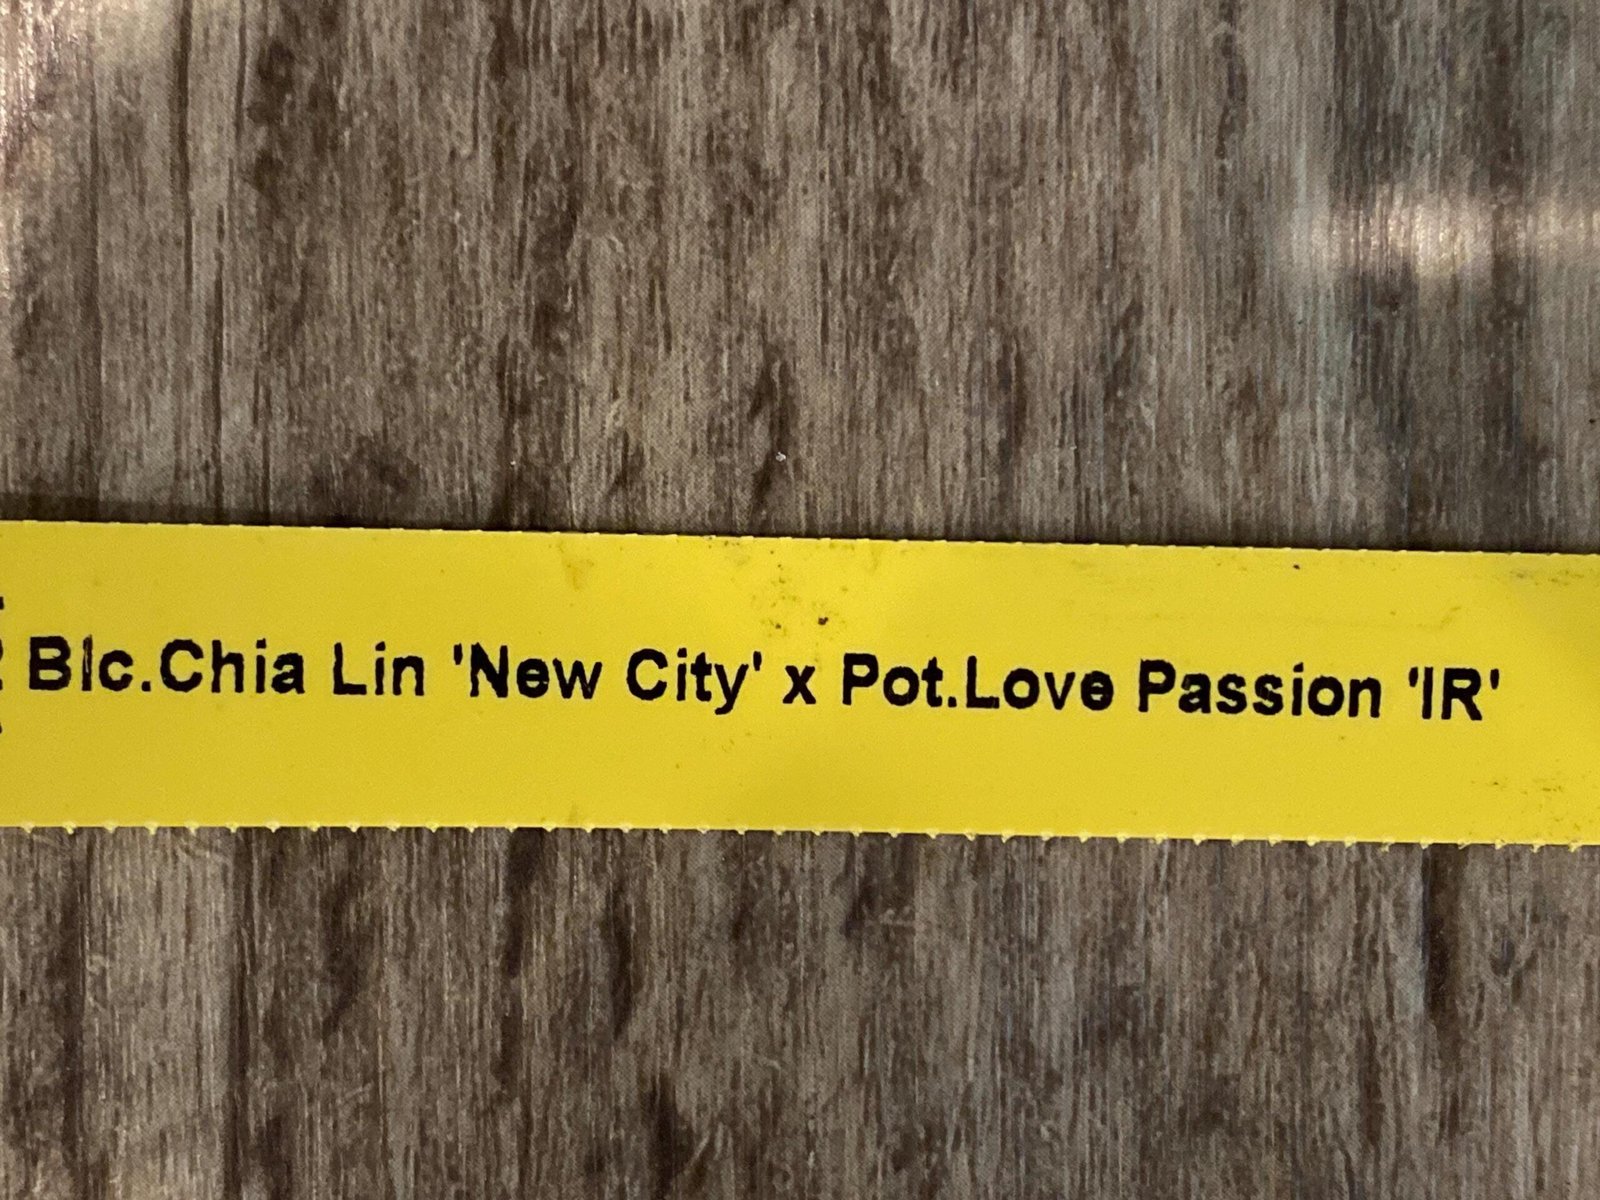 Blc.Chia Lin 'New City' x Pot.Love Passion 'IR'